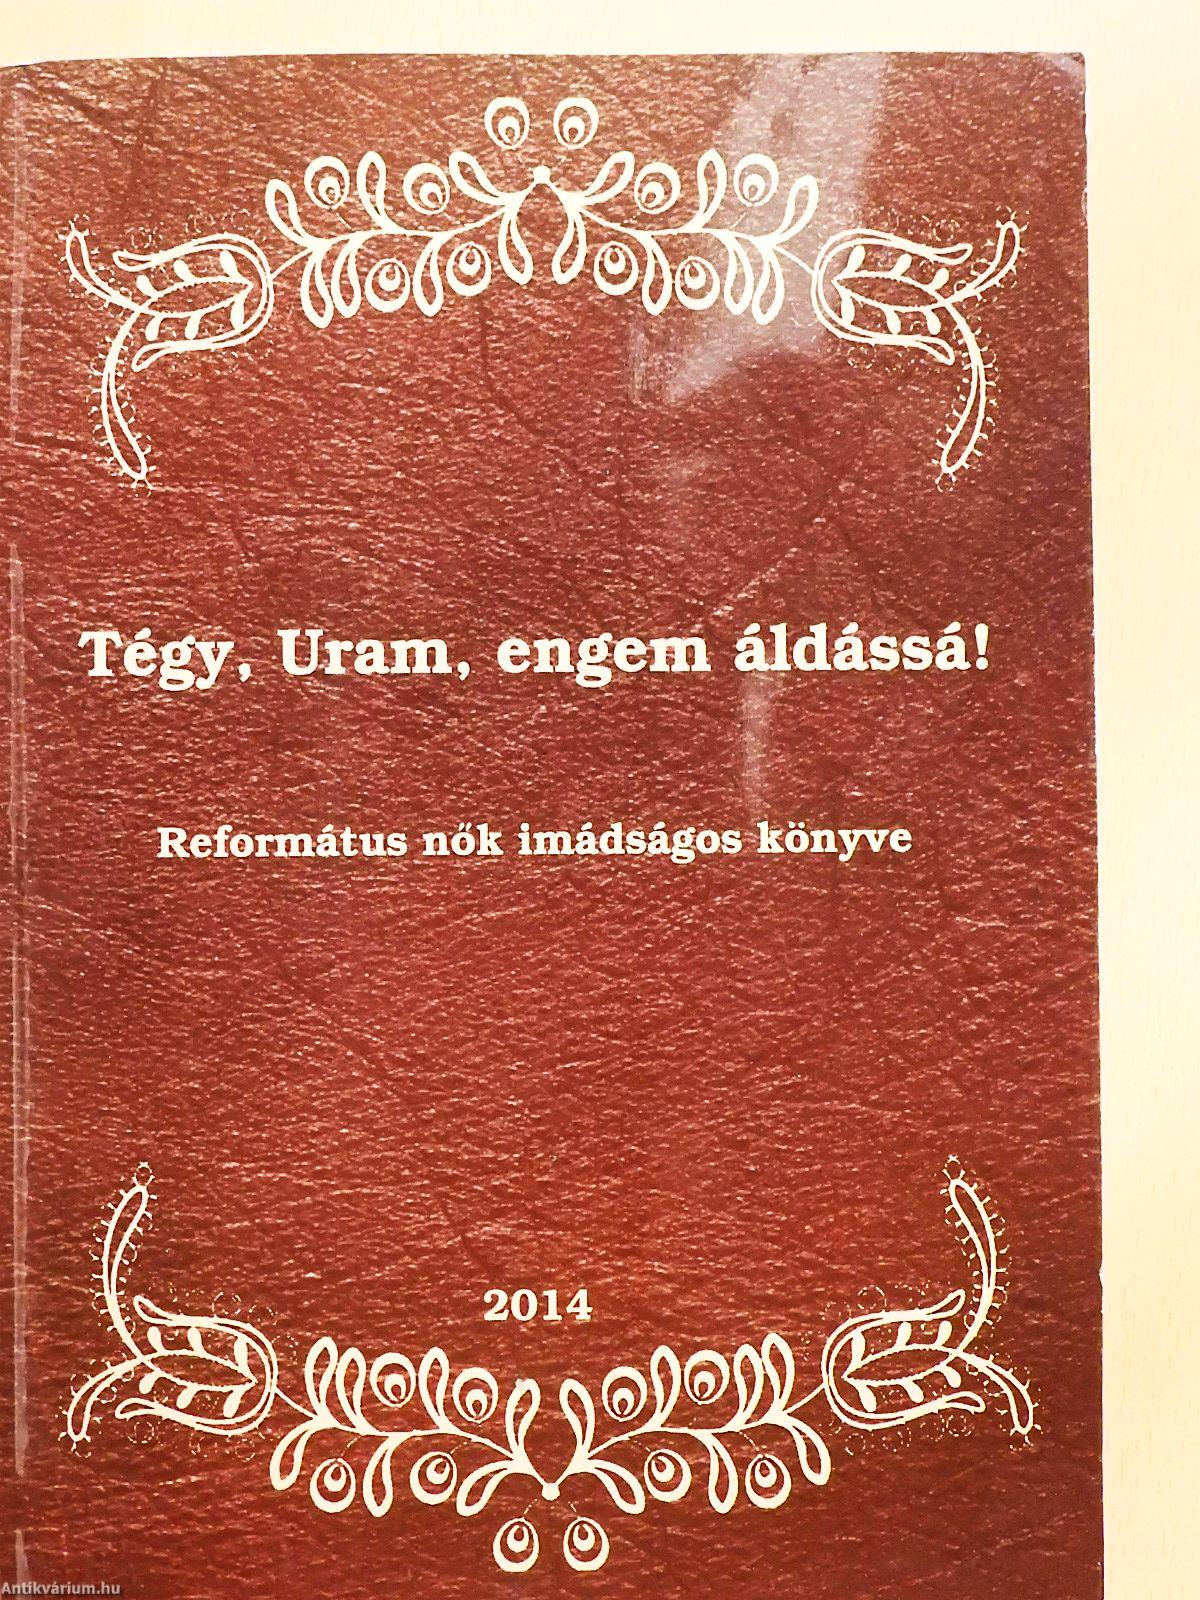 Tégy, Uram, engem áldássá!
Református nők imádságos könyve
2014
Antikvárium.hu